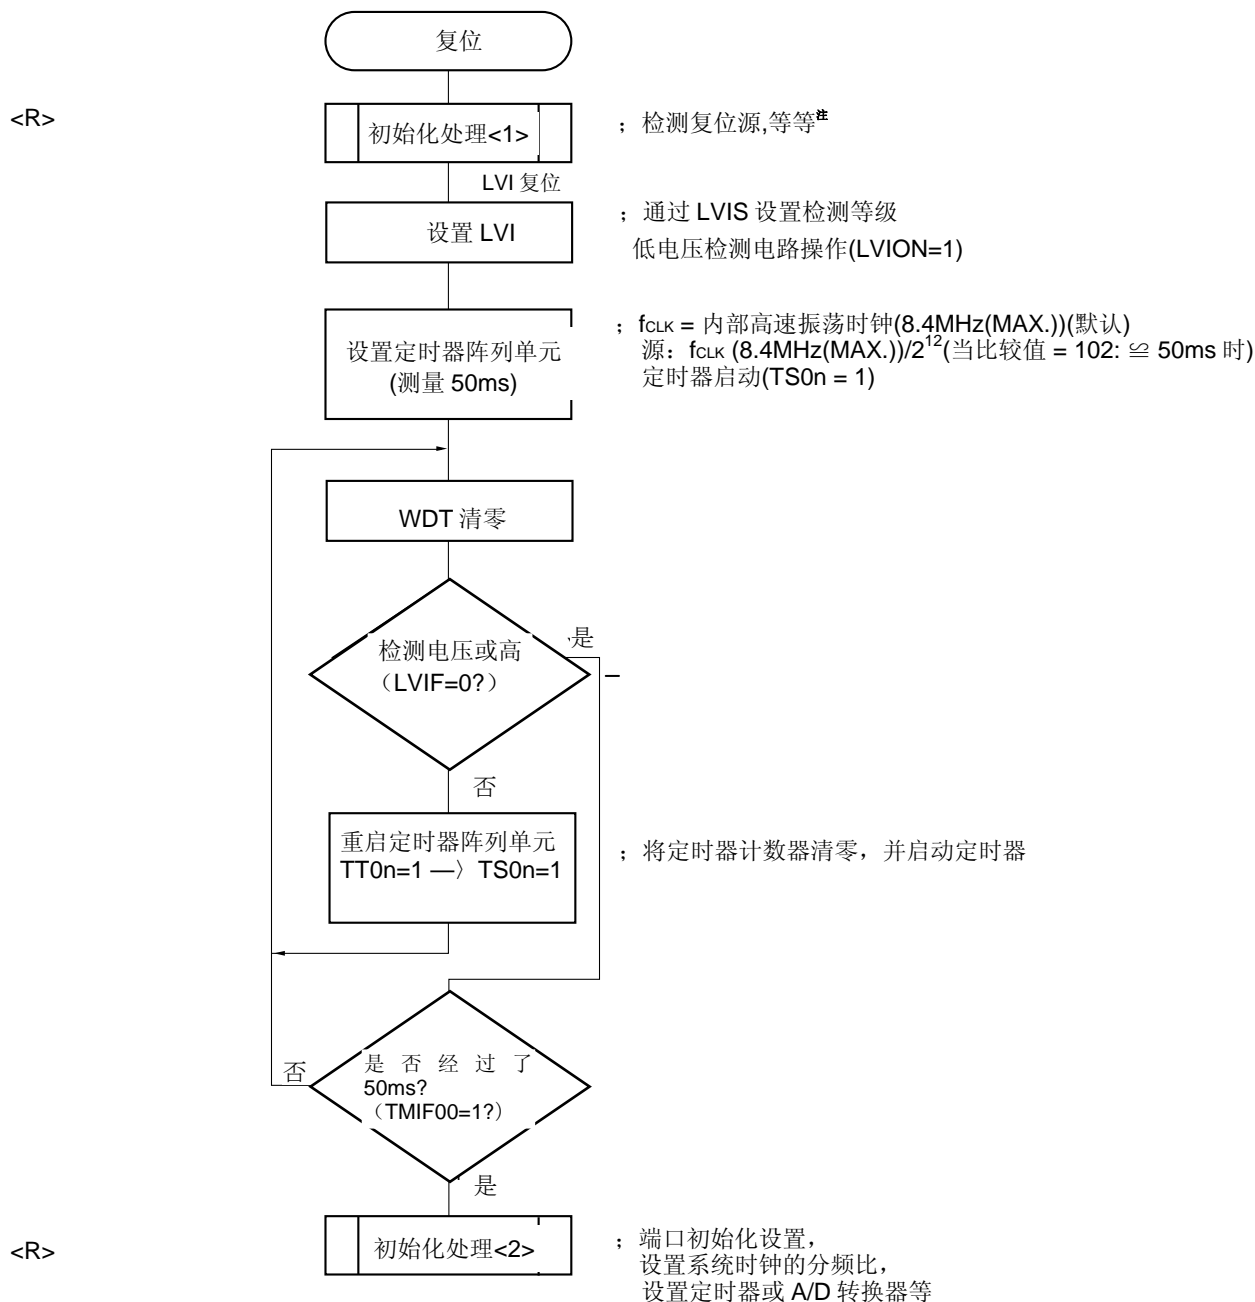 复位
<R>
初始化处理<1>
；检测复位源,等等注
LVI 复位
设置 LVI
；通过 LVIS 设置检测等级
低电压检测电路操作(LVION=1)
设置定时器阵列单元
(测量 50ms)
；fCLK = 内部高速振荡时钟(8.4MHz(MAX.))(默认)
源：fCLK (8.4MHz(MAX.))/2^12(当比较值 = 102: ≌ 50ms 时)
定时器启动(TS0n = 1)
WDT 清零
检测电压或高
（LVIF=0?）
是
否
重启定时器阵列单元
TT0n=1 —〉 TS0n=1
；将定时器计数器清零，并启动定时器
是 否 经 过 了
50ms?
（TMIF00=1?）
否
是
<R>
初始化处理<2>
；端口初始化设置，
设置系统时钟的分频比，
设置定时器或 A/D 转换器等